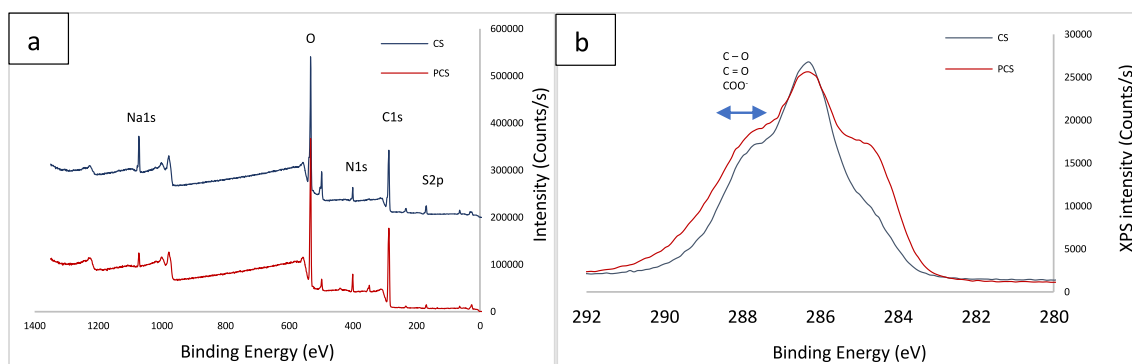 a
O
CS
PCS
Na1s
C1s
N1s
S2p
600000
500000
400000
300000
200000
100000
0
Intensity (Counts/s)
1400
1200
1000
800
600
400
200
0
Binding Energy (eV)
b
C – O
C = O
COO⁻
CS
PCS
30000
25000
20000
15000
10000
5000
0
XPS intensity (Counts/s)
292
290
288
286
284
282
280
Binding Energy (eV)